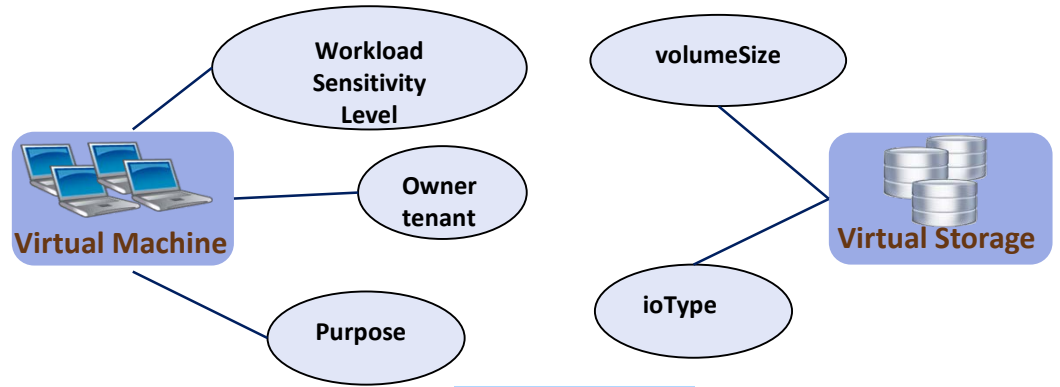 Workload
Sensitivity
Level
volumeSize
Owner
tenant
Virtual Machine
Virtual Storage
ioType
Purpose